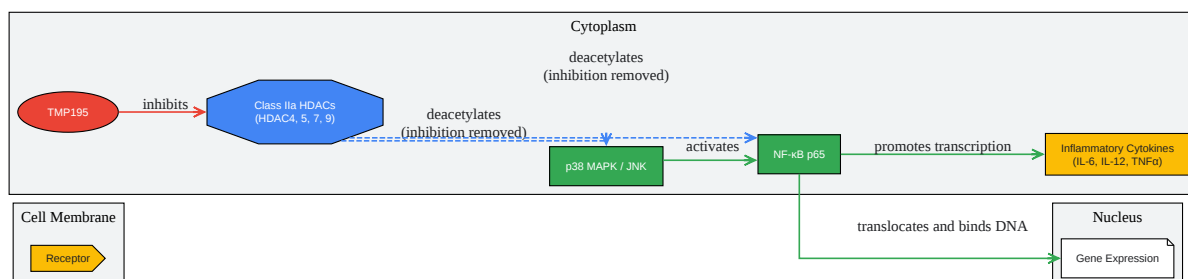 Cytoplasm
deacetylates
(inhibition removed)
TMP195
inhibits
Class IIa HDACs
(HDAC4, 5, 7, 9)
deacetylates
(inhibition removed)
p38 MAPK / JNK
activates
NF-κB p65
promotes transcription
Inflammatory Cytokines
(IL-6, IL-12, TNFα)
Cell Membrane
Receptor
translocates and binds DNA
Nucleus
Gene Expression